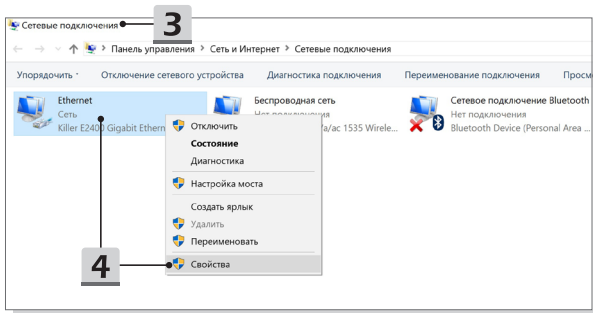 Сетевые подключения
3
Панель управления > Сеть и Интернет > Сетевые подключения
Упорядочить Отключение сетевого устройства Диагностика подключения Переименование подключения Просм
Ethernet
Сеть
Killer E2400 Gigabit Ethern
Беспроводная сеть
Нет подключения
/a/ac 1535 Wirele...
Сетевое подключение Bluetooth
Нет подключения
Bluetooth Device (Personal Area ...
Отключить
Состояние
Диагностика
Настройка моста
Создать ярлык
Удалить
Переименовать
Свойства
4